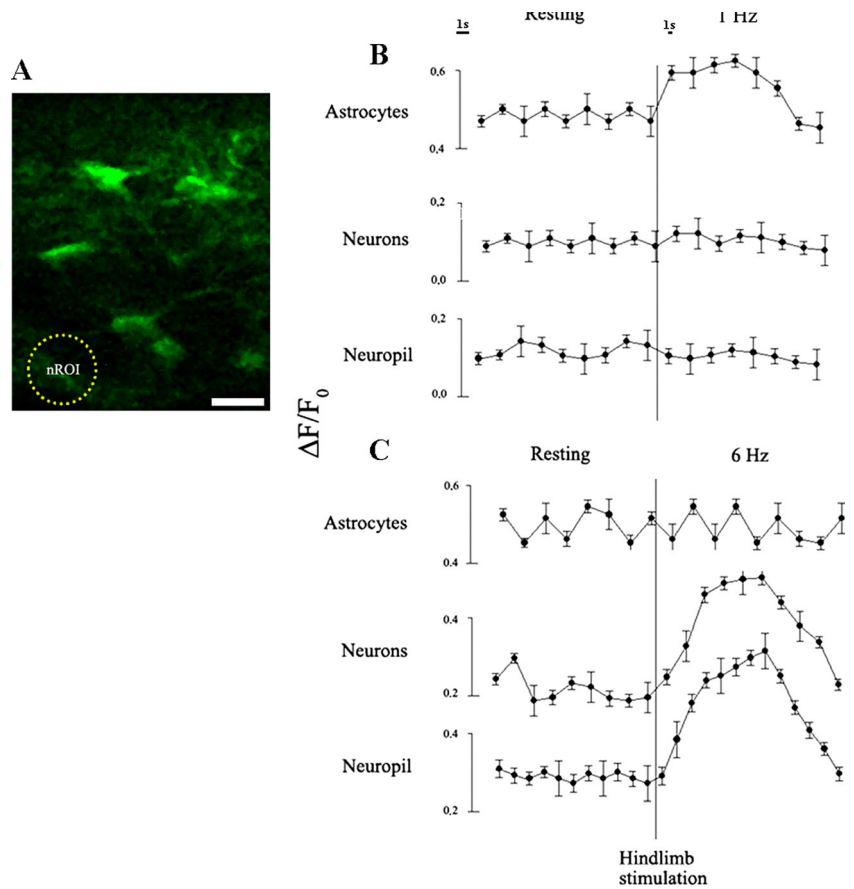 A
nROI
ΔF/F0
1s
Resting
1s
1 Hz
B
Astrocytes
0,6
0,4
Neurons
0,2
0,0
Neuropil
0,2
0,0
C
Resting
6 Hz
Astrocytes
0,6
0,4
Neurons
0,4
0,2
Neuropil
0,4
0,2
Hindlimb
stimulation